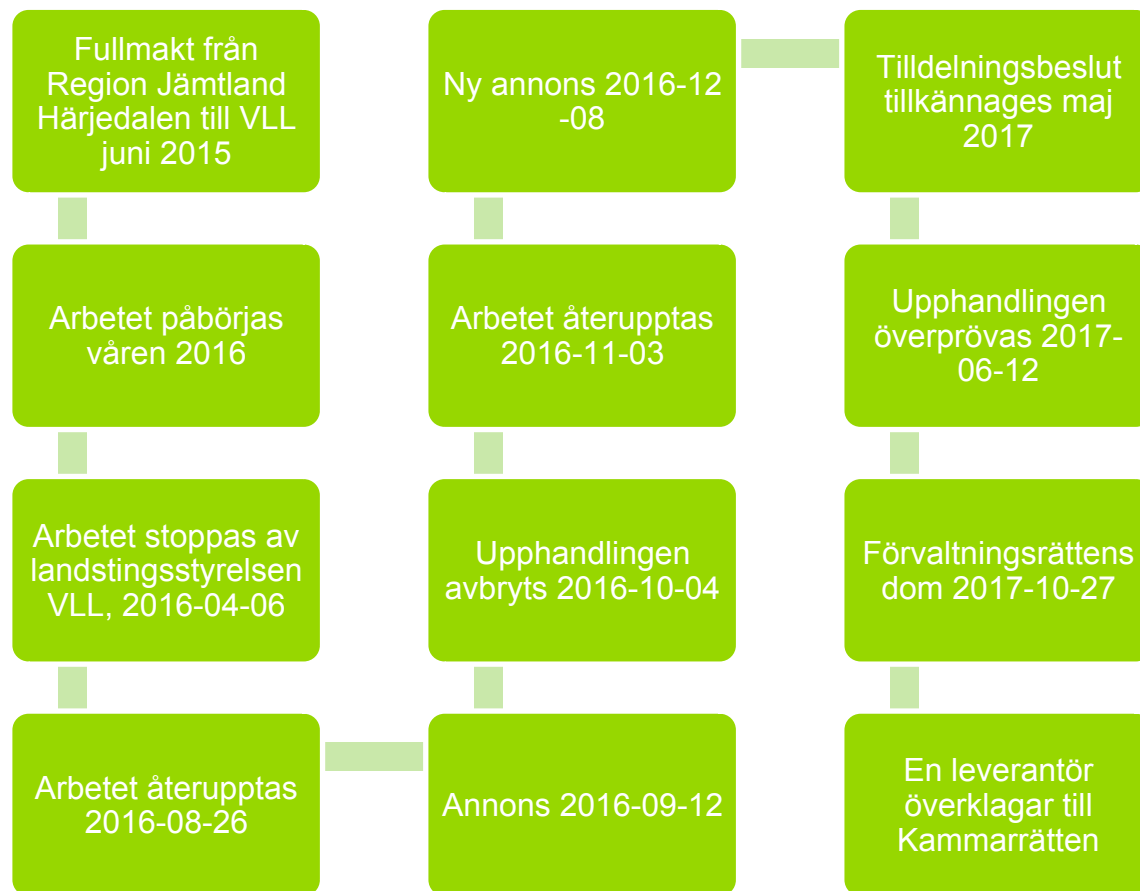 Fullmakt från
Region Jämtland
Härjedalen till VLL
juni 2015
Arbetet påbörjas
våren 2016
Arbetet stoppas av
landstingsstyrelsen
VLL, 2016-04-06
Arbetet återupptas
2016-08-26
Annons 2016-09-12
Upphandlingen
avbryts 2016-10-04
Arbetet återupptas
2016-11-03
Ny annons 2016-12
-08
Tilldelningsbeslut
tillkännages maj
2017
Upphandlingen
överprövas 2017-
06-12
Förvaltningsrättens
dom 2017-10-27
En leverantör
överklagar till
Kammarrätten